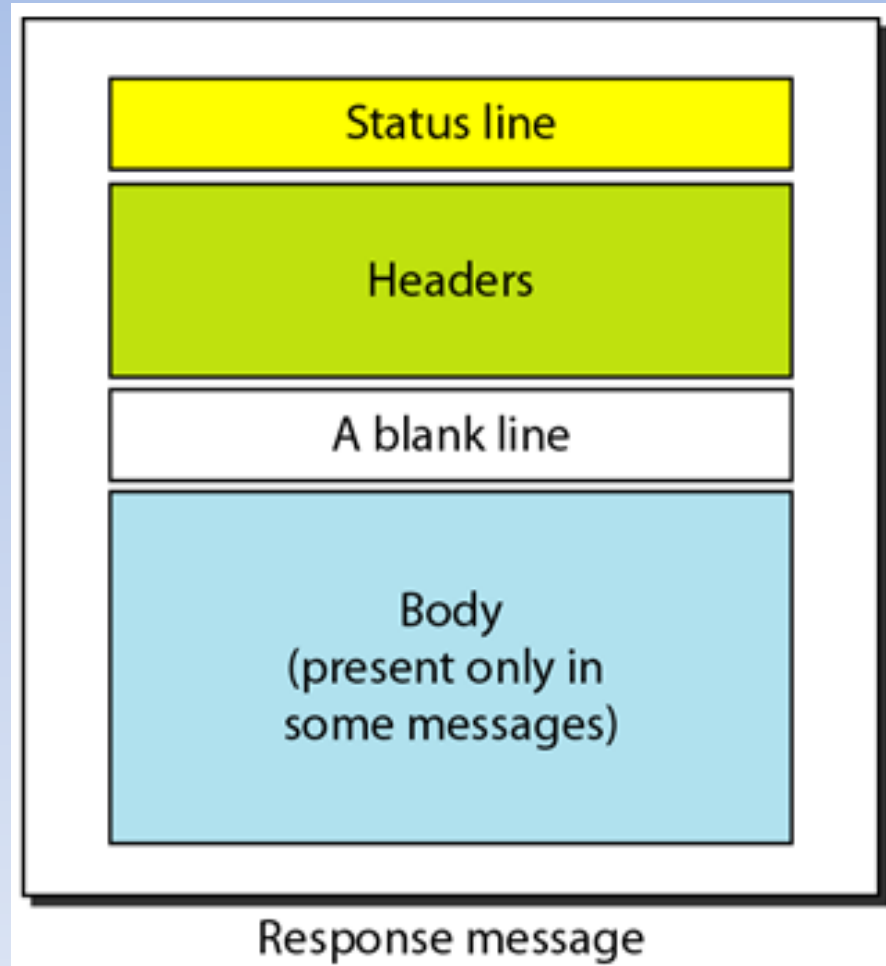 Status line
Headers
A blank line
Body
(present only in
some messages)
Response message